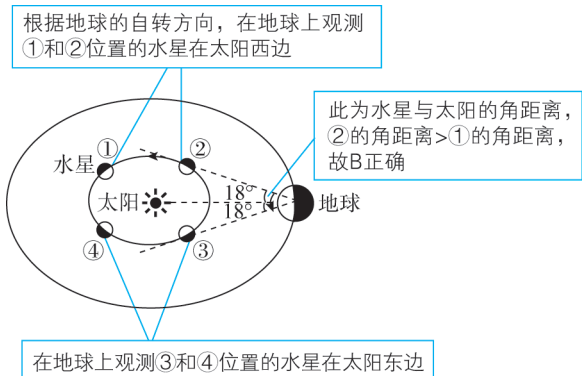 根据地球的自转方向，在地球上观测
①和②位置的水星在太阳西边
此为水星与太阳的角距离，
②的角距离>①的角距离，
故B正确
①
②
水星
太阳
18°
18°
地球
④
③
在地球上观测③和④位置的水星在太阳东边